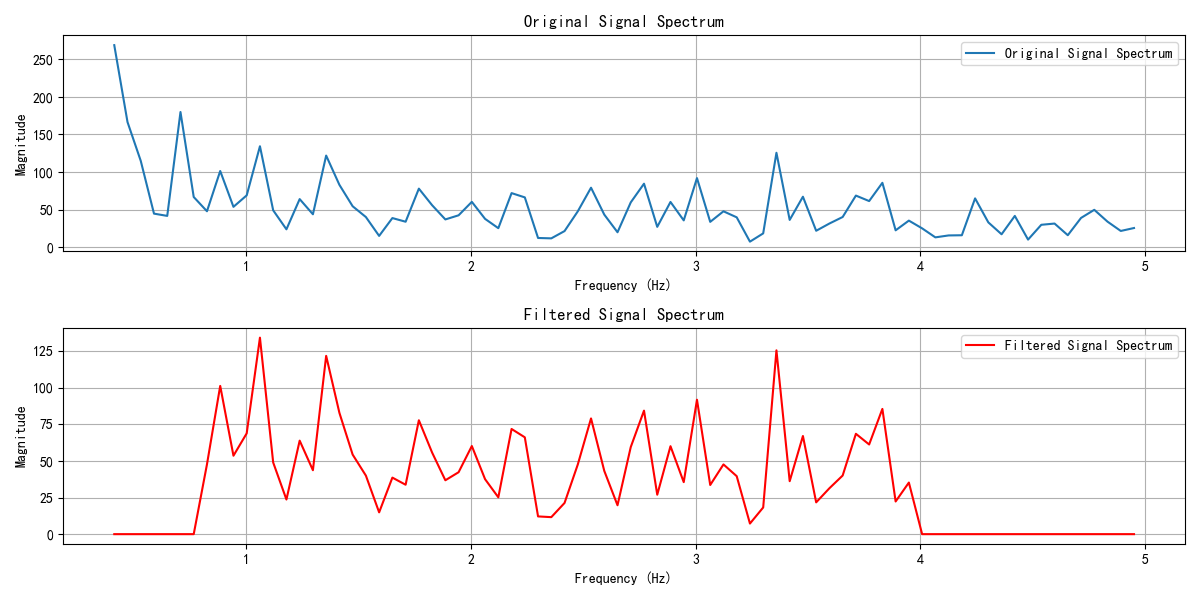 Original Signal Spectrum
Original Signal Spectrum
Magnitude
250
200
150
100
50
0
1 2 3 4 5
Frequency (Hz)
Filtered Signal Spectrum
Filtered Signal Spectrum
Magnitude
125
100
75
50
25
0
1 2 3 4 5
Frequency (Hz)